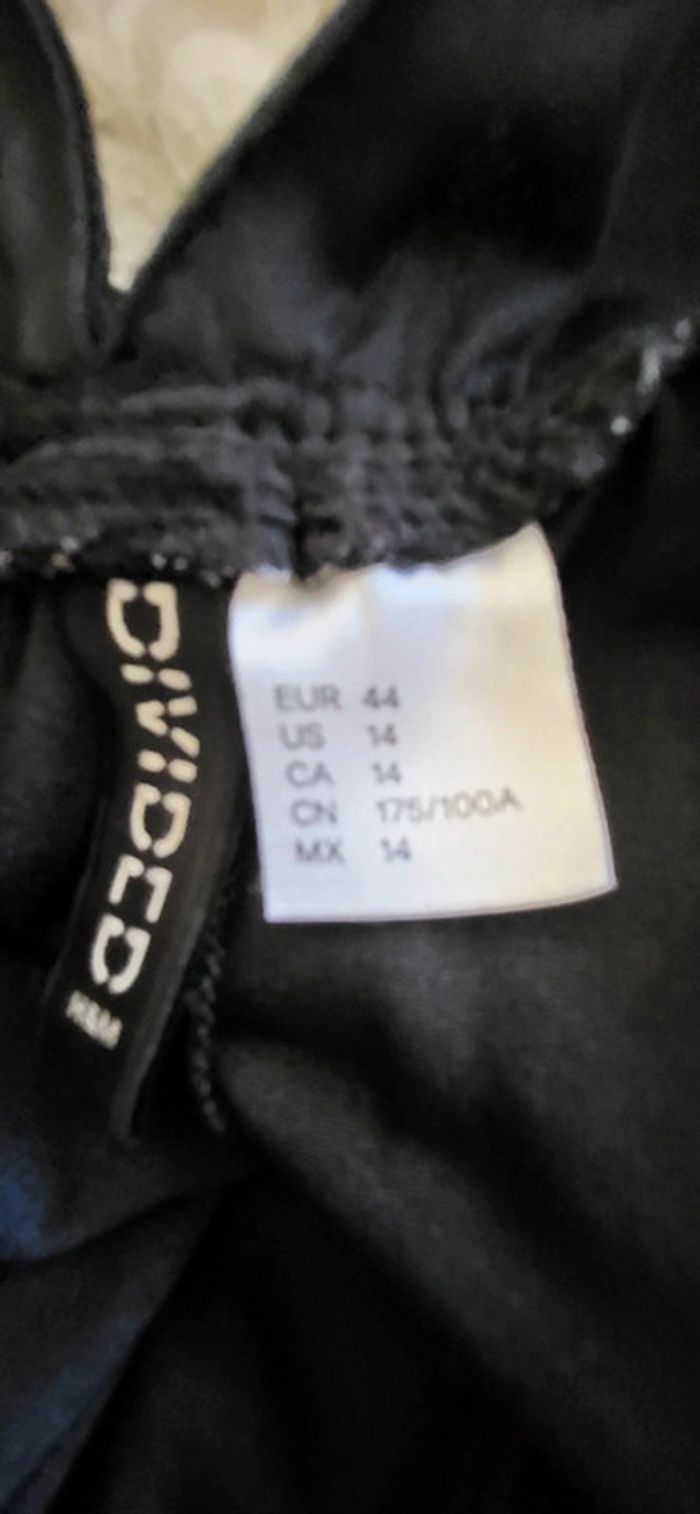 DIVIDED
H&M
EUR 44
US 14
CA 14
CN 175/100A
MX 14